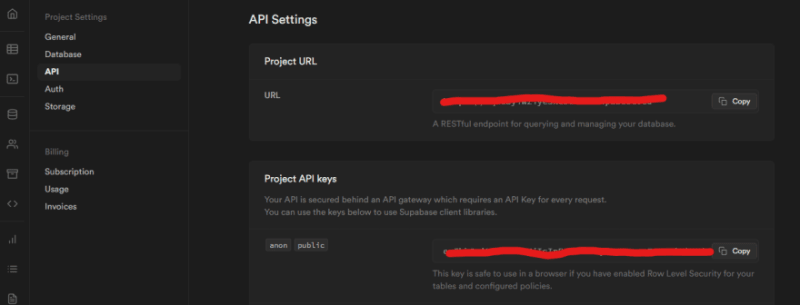 Project Settings
General
Database
API
Auth
Storage
Billing
Subscription
Usage
Invoices
API Settings
Project URL
URL
Copy
A RESTful endpoint for querying and managing your database.
Project API keys
Your API is secured behind an API gateway which requires an API Key for every request.
You can use the keys below to use Supabase client libraries.
anon public
Copy
This key is safe to use in a browser if you have enabled Row Level Security for your
tables and configured policies.